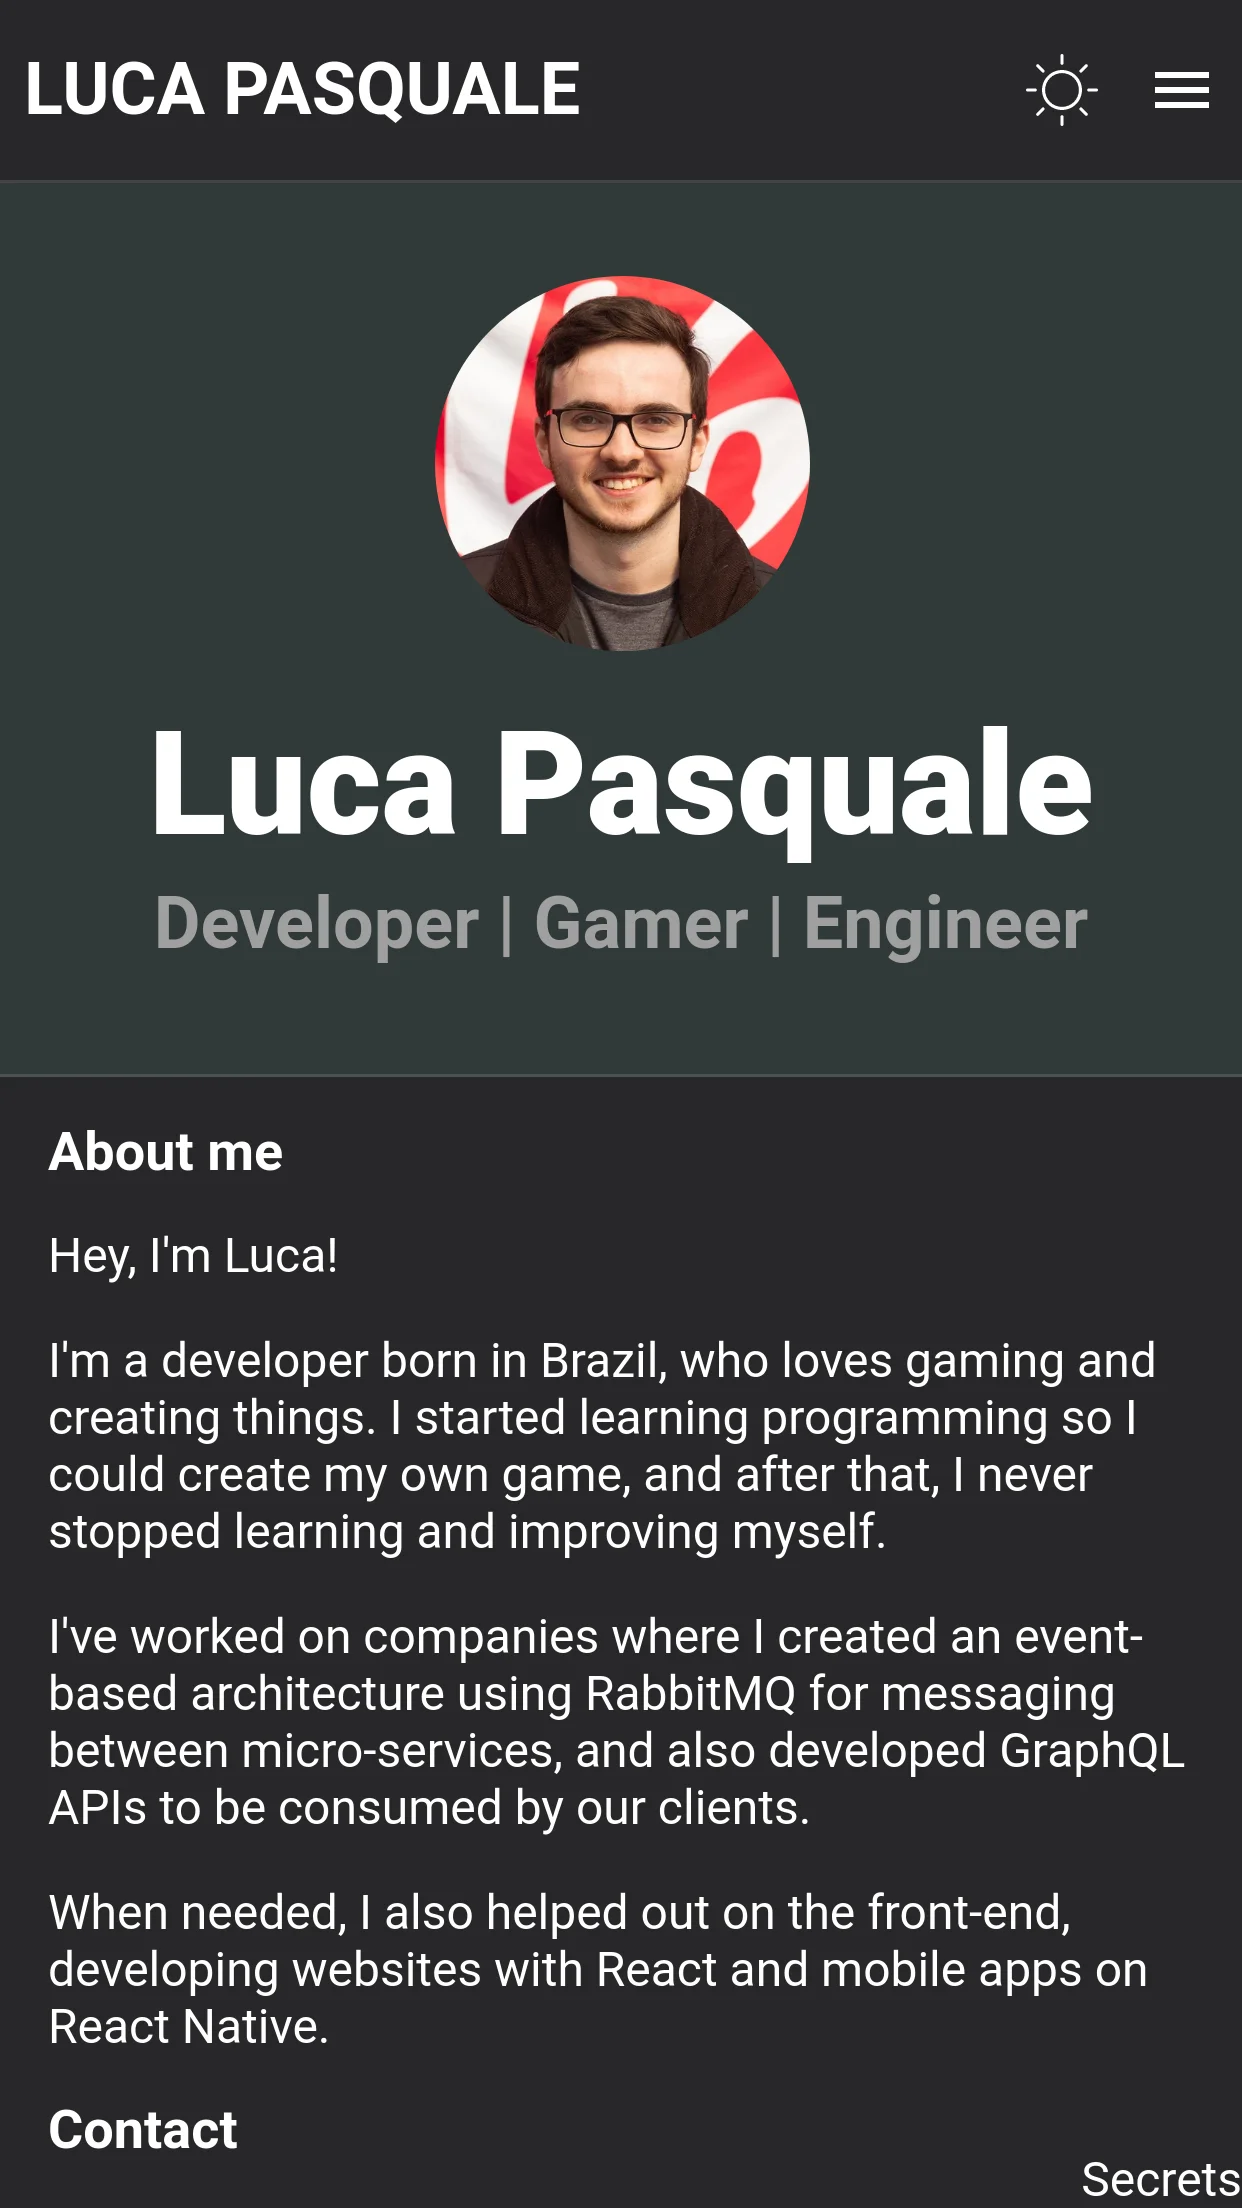 LUCA PASQUALE
Luca Pasquale
Developer | Gamer | Engineer
About me
Hey, I'm Luca!
I'm a developer born in Brazil, who loves gaming and
creating things. I started learning programming so I
could create my own game, and after that, I never
stopped learning and improving myself.
I've worked on companies where I created an event-
based architecture using RabbitMQ for messaging
between micro-services, and also developed GraphQL
APIs to be consumed by our clients.
When needed, I also helped out on the front-end,
developing websites with React and mobile apps on
React Native.
Contact
Secrets